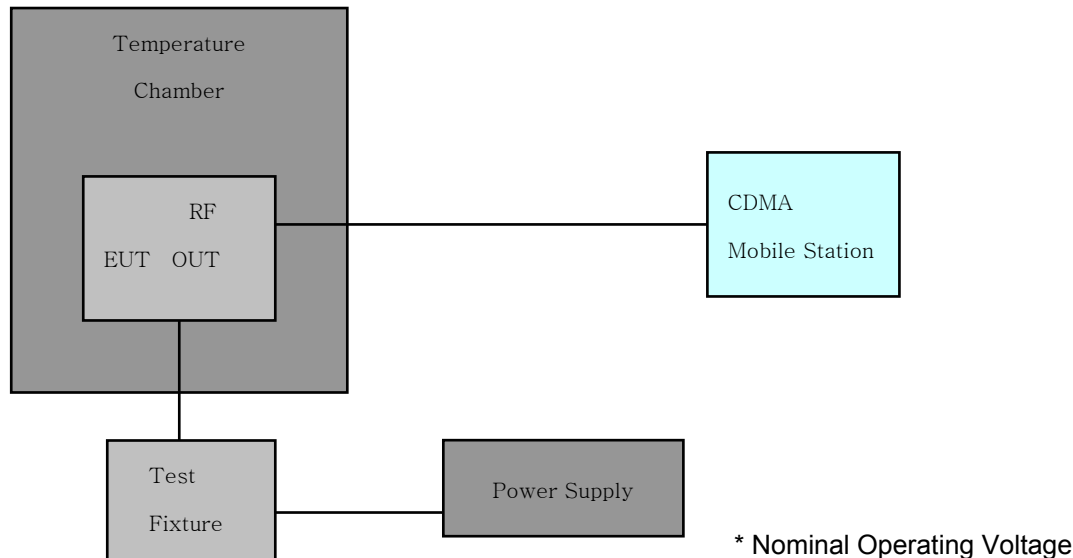 Temperature
Chamber
RF
EUT OUT
CDMA
Mobile Station
Test
Fixture
Power Supply
* Nominal Operating Voltage